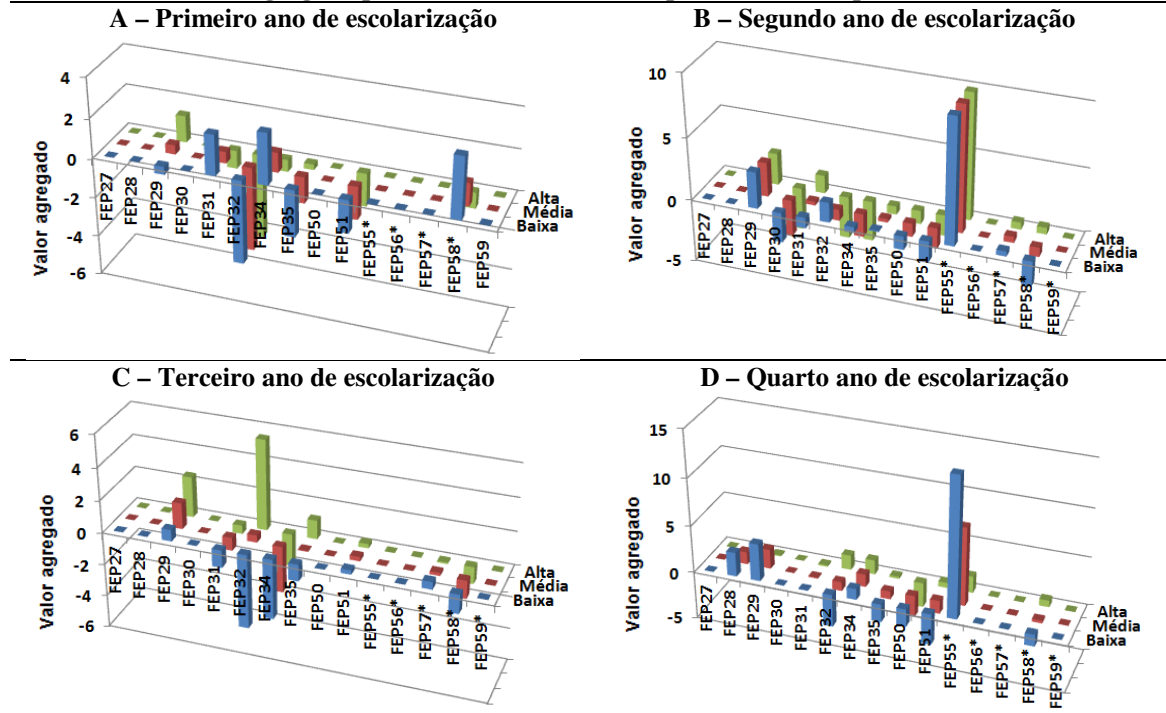 A – Primeiro ano de escolarização
4
2
0
-2
-4
-6
Valor agregado
FEP27
FEP28
FEP29
FEP30
FEP31
FEP32
FEP34
FEP35
FEP50
FEP51
FEP55*
FEP56*
FEP57*
FEP58*
FEP59
Alta
Média
Baixa
B – Segundo ano de escolarização
10
5
0
-5
Valor agregado
FEP27
FEP28
FEP29
FEP30
FEP31
FEP32
FEP34
FEP35
FEP50
FEP51
FEP55*
FEP56*
FEP57*
FEP58*
FEP59*
Alta
Média
Baixa
C – Terceiro ano de escolarização
6
4
2
0
-2
-4
-6
Valor agregado
FEP27
FEP28
FEP29
FEP30
FEP31
FEP32
FEP34
FEP35
FEP50
FEP51
FEP55*
FEP56*
FEP57*
FEP58*
FEP59*
Alta
Média
Baixa
D – Quarto ano de escolarização
15
10
5
0
-5
Valor agregado
FEP27
FEP28
FEP29
FEP30
FEP31
FEP32
FEP34
FEP35
FEP50
FEP51
FEP55*
FEP56*
FEP57*
FEP58*
FEP59*
Alta
Média
Baixa